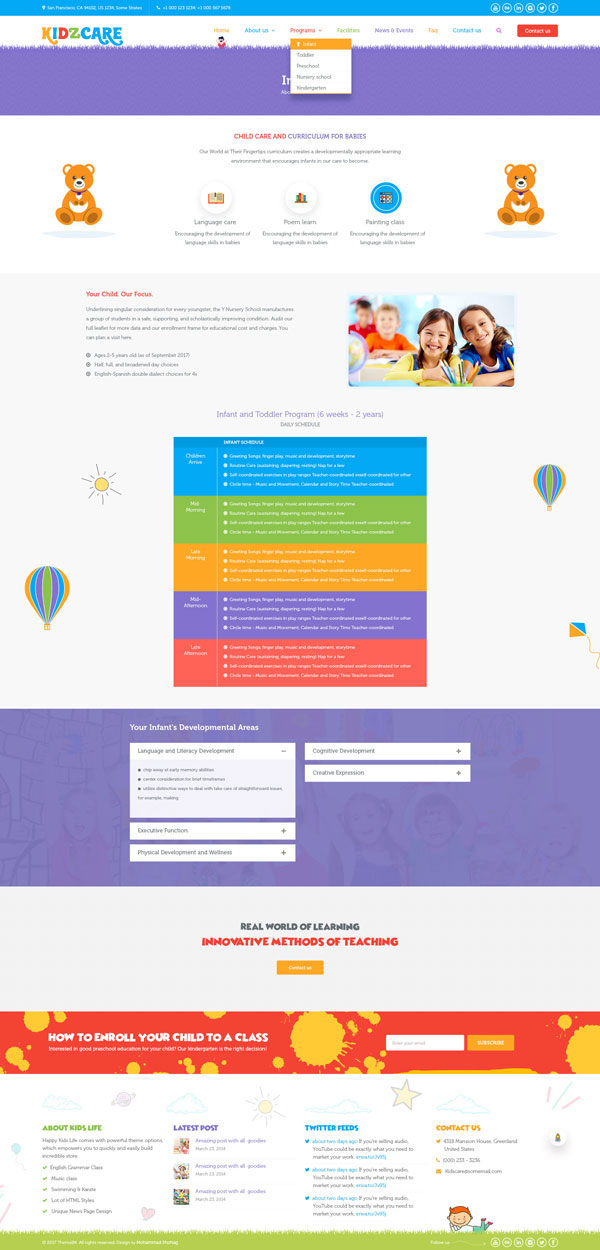 San Francisco, CA 94102, US 1234, Some Streies
+1 000 123 1234; +1 000 567 5678
KIDZCARE
Home
About us
Programs
Facilities
News & Events
Faq
Contact us
Contact us
Infant
Toddler
Preschool
Nursery school
Kindergarten
CHILD CARE AND CURRICULUM FOR BABIES
Our World at Their Fingertips curriculum creates a developmentally appropriate learning
environment that encourages infants in our care to become.
Language care
Encouraging the development of
language skills in babies
Poem learn
Encouraging the development of
language skills in babies
Painting class
Encouraging the development of
language skills in babies
Your Child. Our Focus.
Underlining singular consideration for every youngster, the Y Nursery School manufactures
a group of students in a safe, supporting, and scholastically improving condition. Audit our
full leaflet for more data and our enrollment frame for educational cost and charges. You
can plan a visit here.
Ages 2-5 years old (as of September 2017)
Half, full, and broadened day choices
English-Spanish double dialect choices for 4s
Infant and Toddler Program (6 weeks - 2 years)
DAILY SCHEDULE
INFANT SCHEDULE
Children
Arrive
Greeting Songs, finger play, music and development, storytime
Routine Care (sustaining, diapering, resting) Nap for a few
Self-coordinated exercises in play ranges Teacher-coordinated exself-coordinated for other
Circle time - Music and Movement, Calendar and Story Time Teacher-coordinated
Mid-
Morning
Greeting Songs, finger play, music and development, storytime
Routine Care (sustaining, diapering, resting) Nap for a few
Self-coordinated exercises in play ranges Teacher-coordinated exself-coordinated for other
Circle time - Music and Movement, Calendar and Story Time Teacher-coordinated
Late
Morning
Greeting Songs, finger play, music and development, storytime
Routine Care (sustaining, diapering, resting) Nap for a few
Self-coordinated exercises in play ranges Teacher-coordinated exself-coordinated for other
Circle time - Music and Movement, Calendar and Story Time Teacher-coordinated
Mid-
Afternoon
Greeting Songs, finger play, music and development, storytime
Routine Care (sustaining, diapering, resting) Nap for a few
Self-coordinated exercises in play ranges Teacher-coordinated exself-coordinated for other
Circle time - Music and Movement, Calendar and Story Time Teacher-coordinated
Late
Afternoon
Greeting Songs, finger play, music and development, storytime
Routine Care (sustaining, diapering, resting) Nap for a few
Self-coordinated exercises in play ranges Teacher-coordinated exself-coordinated for other
Circle time - Music and Movement, Calendar and Story Time Teacher-coordinated
Your Infant's Developmental Areas
Language and Literacy Development
chip away at early memory abilities
center consideration for brief timeframes
utilize distinctive ways to deal with take care of straightforward issues,
for example, making
Executive Function
Physical Development and Wellness
Cognitive Development
Creative Expression
REAL WORLD OF LEARNING
INNOVATIVE METHODS OF TEACHING
Contact us
HOW TO ENROLL YOUR CHILD TO A CLASS
Interested in good preschool education for your child? Our kindergarten is the right decision!
Enter your email
SUBSCRIBE
ABOUT KIDS LIFE
Happy Kids Life comes with powerful theme options,
which empowers you to quickly and easily build
incredible store.
English Grammar Class
Music class
Swimming & Karate
Lot of HTML Styles
Unique News Page Design
LATEST POST
Amazing post with all goodies
March 23, 2014
Amazing post with all goodies
March 23, 2014
Amazing post with all goodies
March 23, 2014
TWITTER FEEDS
about two days ago If you're selling audio,
YouTube could be exactly what you need to
market your work
about two days ago If you're selling audio,
YouTube could be exactly what you need to
market your work
about two days ago If you're selling audio,
YouTube could be exactly what you need to
market your work
CONTACT US
4318 Mansion House, Greenland
United States
(000) 233 - 3236
Kidscare@somemail.com
© 2017 Themeslet. All rights reserved. Design by Mohammad Mishag
Follow us